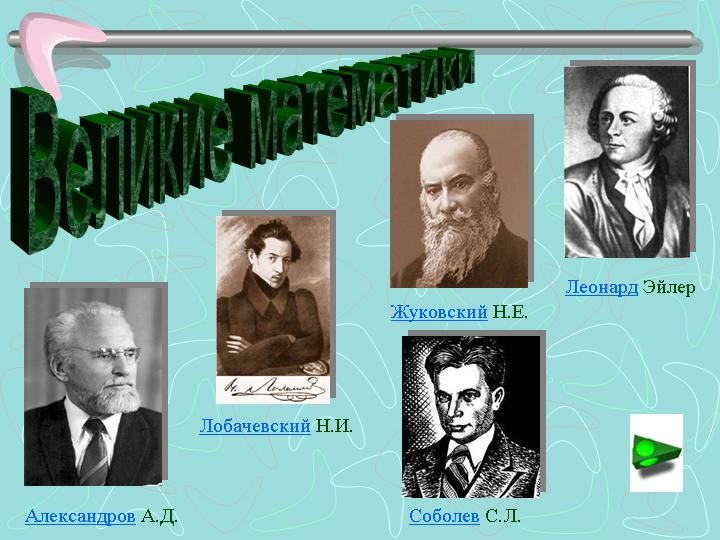 Великие математики
Леонард Эйлер
Жуковский Н.Е.
Лобачевский Н.И.
Александров А.Д.
Соболев С.Л.